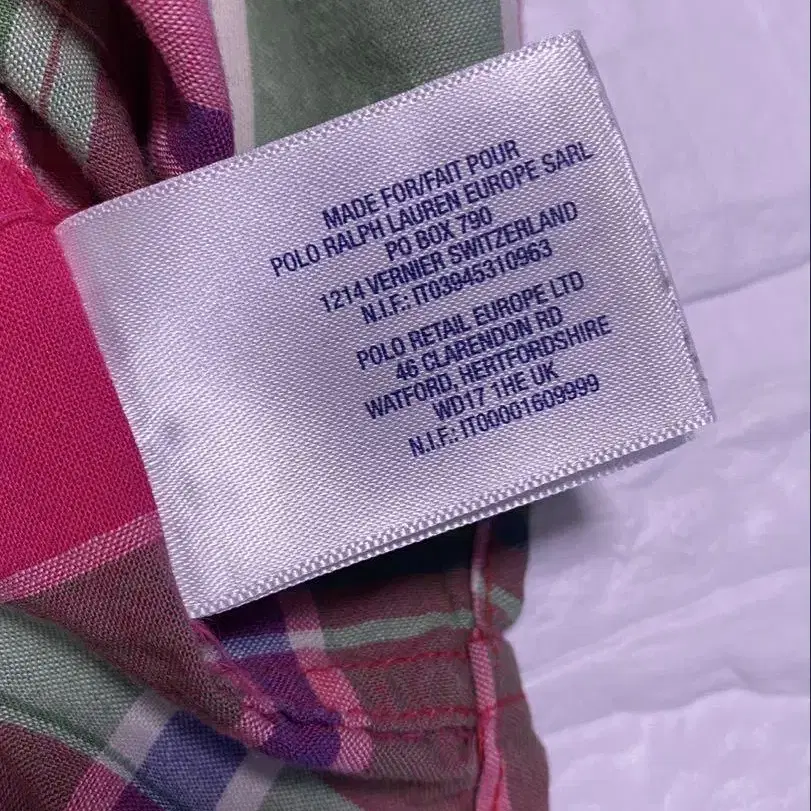 MADE FOR/FAIT POUR
POLO RALPH LAUREN EUROPE SARL
PO BOX 790
1214 VERNIER SWITZERLAND
N.I.F.: IT03945310963
POLO RETAIL EUROPE LTD
46 CLARENDON RD
WATFORD, HERTFORDSHIRE
WD17 1HE UK
N.I.F.: IT00001609999